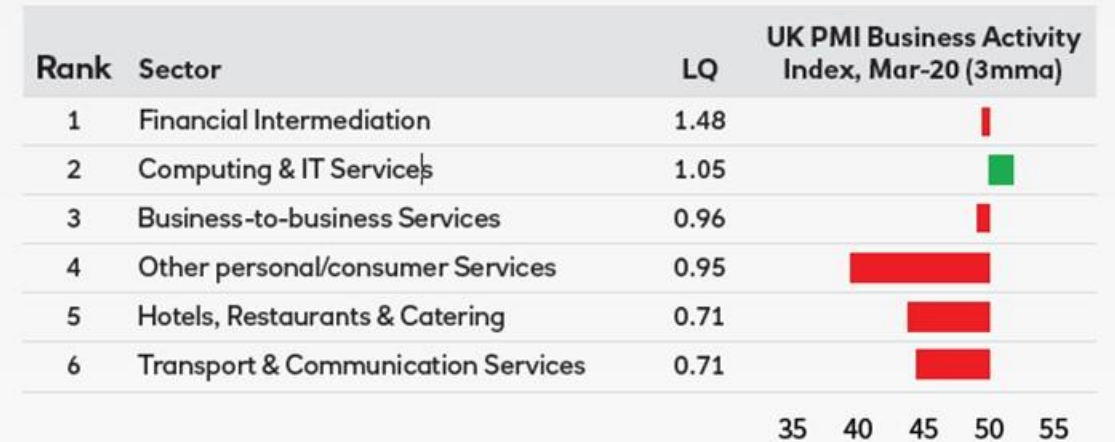 Rank Sector LQ UK PMI Business Activity
Index, Mar-20 (3mma)
1 Financial Intermediation 1.48
2 Computing & IT Services 1.05
3 Business-to-business Services 0.96
4 Other personal/consumer Services 0.95
5 Hotels, Restaurants & Catering 0.71
6 Transport & Communication Services 0.71
35 40 45 50 55